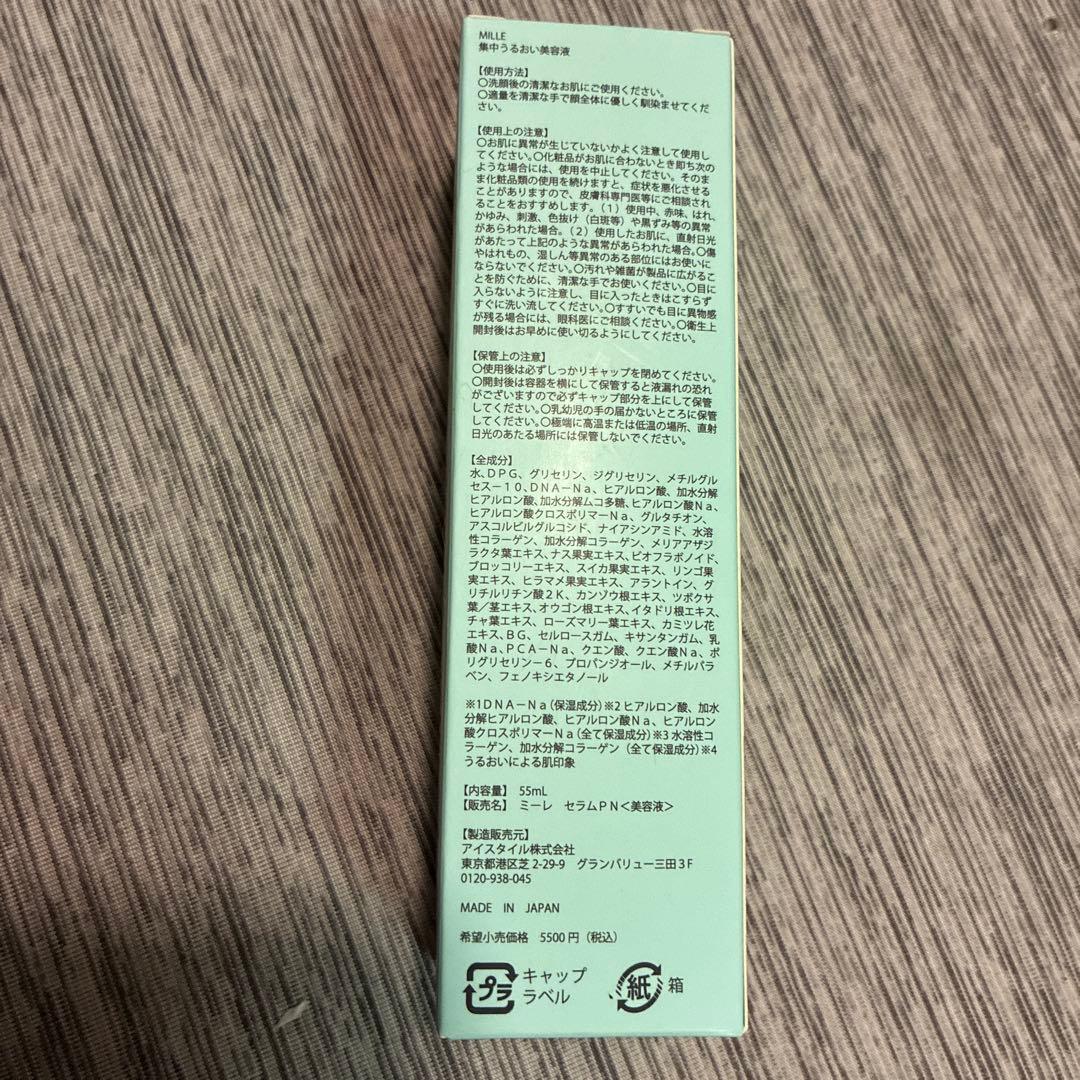 MILLE
集中うるおい美容液
【使用方法】
○洗顔後の清潔なお肌にご使用ください。
○適量を清潔な手で顔全体に優しく馴染ませてくだ
さい。
【使用上の注意】
○お肌に異常が生じていないかよく注意して使用し
てください。○化粧品がお肌に合わないとき即ち次の
ような場合には、使用を中止してください。そのま
ま化粧品類の使用を続けますと、症状を悪化させる
ことがありますので、皮膚科専門医等にご相談され
ることをおすすめします。（1）使用中、赤味、はれ、
かゆみ、刺激、色抜け（白斑等）や黒ずみ等の異常
があらわれた場合。（2）使用したお肌に、直射日光
があたって上記のような異常があらわれた場合。○傷
やはれもの、湿しん等異常のある部位にはお使いに
ならないでください。○汚れや雑菌が製品に広がるこ
とを防ぐために、清潔な手でお使いください。○目に
入らないように注意し、目に入ったときはこすらず
すぐに洗い流してください。○すすいでも目に異物感
が残る場合には、眼科医にご相談ください。○衛生上
開封後はお早めに使い切るようにしてください。
【保管上の注意】
○使用後は必ずしっかりキャップを閉めてください。
○開封後は容器を横にして保管すると液漏れの恐れ
がございますので必ずキャップ部分を上にして保管
してください。○乳幼児の手の届かないところに保管
してください。○極端に高温または低温の場所、直射
日光のあたる場所には保管しないでください。
【全成分】
水、DPG、グリセリン、ジグリセリン、メチルグル
セス－10、DNA－Na、ヒアルロン酸、加水分解
ヒアルロン酸、加水分解ムコ多糖、ヒアルロン酸Na、
ヒアルロン酸クロスポリマーNa、グルタチオン、
アスコルビルグルコシド、ナイアシンアミド、水溶
性コラーゲン、加水分解コラーゲン、メリアアザジ
ラクタ葉エキス、ナス果実エキス、ビオフラボノイド、
ブロッコリーエキス、スイカ果実エキス、リンゴ果
実エキス、ヒラマメ果実エキス、アラントイン、グ
リチルリチン酸2K、カンゾウ根エキス、ツボクサ
葉／茎エキス、オウゴン根エキス、イタドリ根エキス、
チャ葉エキス、ローズマリー葉エキス、カミツレ花
エキス、BG、セルロースガム、キサンタンガム、乳
酸Na、PCA－Na、クエン酸、クエン酸Na、ポ
リグリセリン－6、プロパンジオール、メチルパラ
ベン、フェノキシエタノール
※1DNA－Na（保湿成分）※2 ヒアルロン酸、加水
分解ヒアルロン酸、ヒアルロン酸Na、ヒアルロン
酸クロスポリマーNa（全て保湿成分）※3 水溶性コ
ラーゲン、加水分解コラーゲン（全て保湿成分）※4
うるおいによる肌印象
【内容量】 55mL
【販売名】 ミーレ セラムPN＜美容液＞
【製造販売元】
アイスタイル株式会社
東京都港区芝 2-29-9 グランバリュー三田3F
0120-938-045
MADE IN JAPAN
希望小売価格 5500円（税込）
プラ キャップ
ラベル
紙 箱